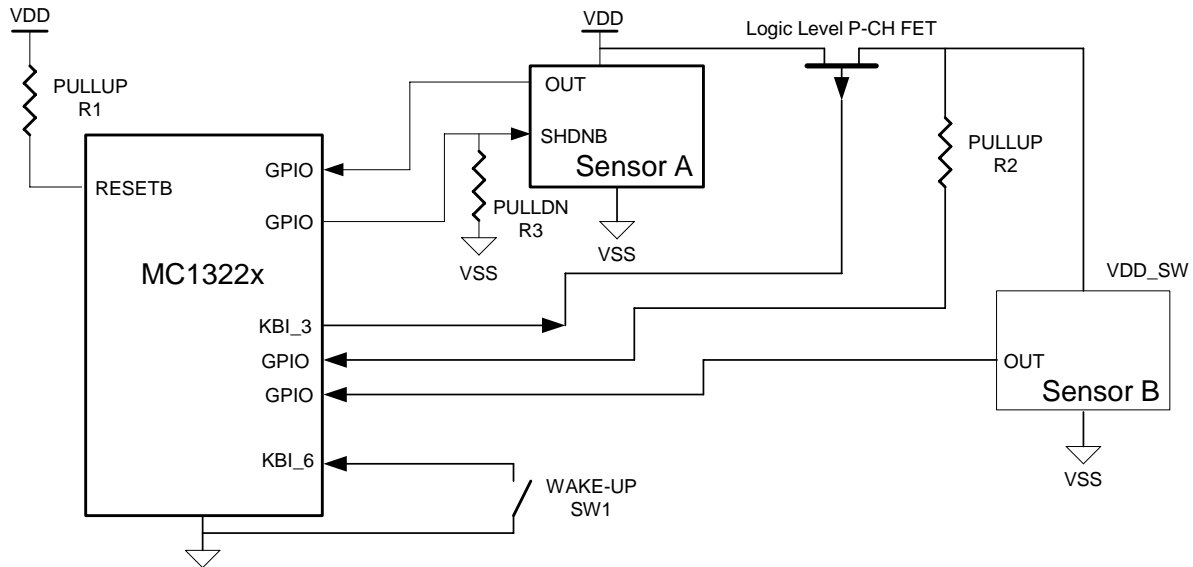 VDD
PULLUP
R1
RESETB
MC1322x
GPIO
GPIO
KBI_3
GPIO
GPIO
KBI_6
VDD
OUT
SHDNB
Sensor A
PULLDN
R3
VSS
VSS
Logic Level P-CH FET
PULLUP
R2
VDD_SW
OUT
Sensor B
VSS
WAKE-UP
SW1